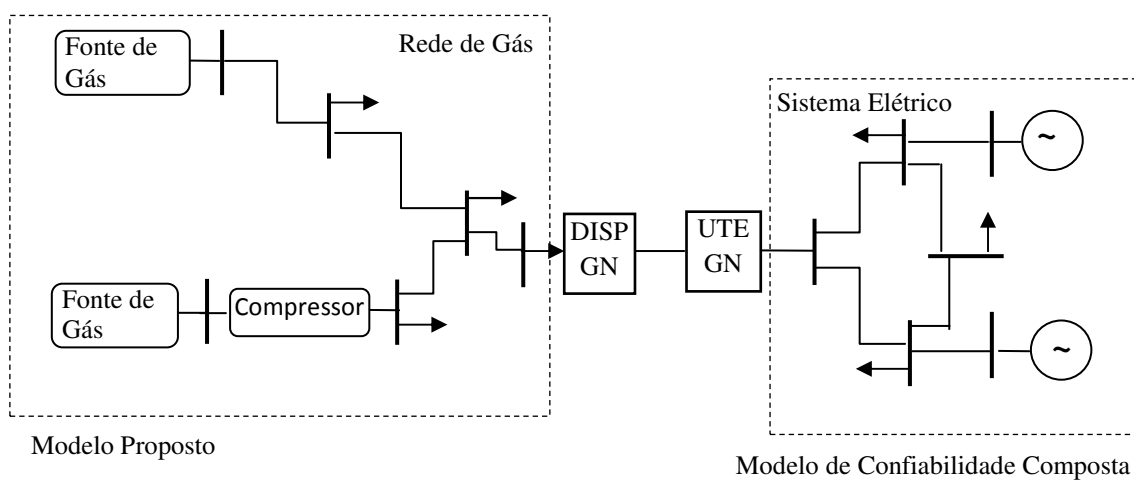 Fonte de
Gás
Rede de Gás
Fonte de
Gás
Compressor
DISP
GN
UTE
GN
Sistema Elétrico
~
~
Modelo Proposto
Modelo de Confiabilidade Composta